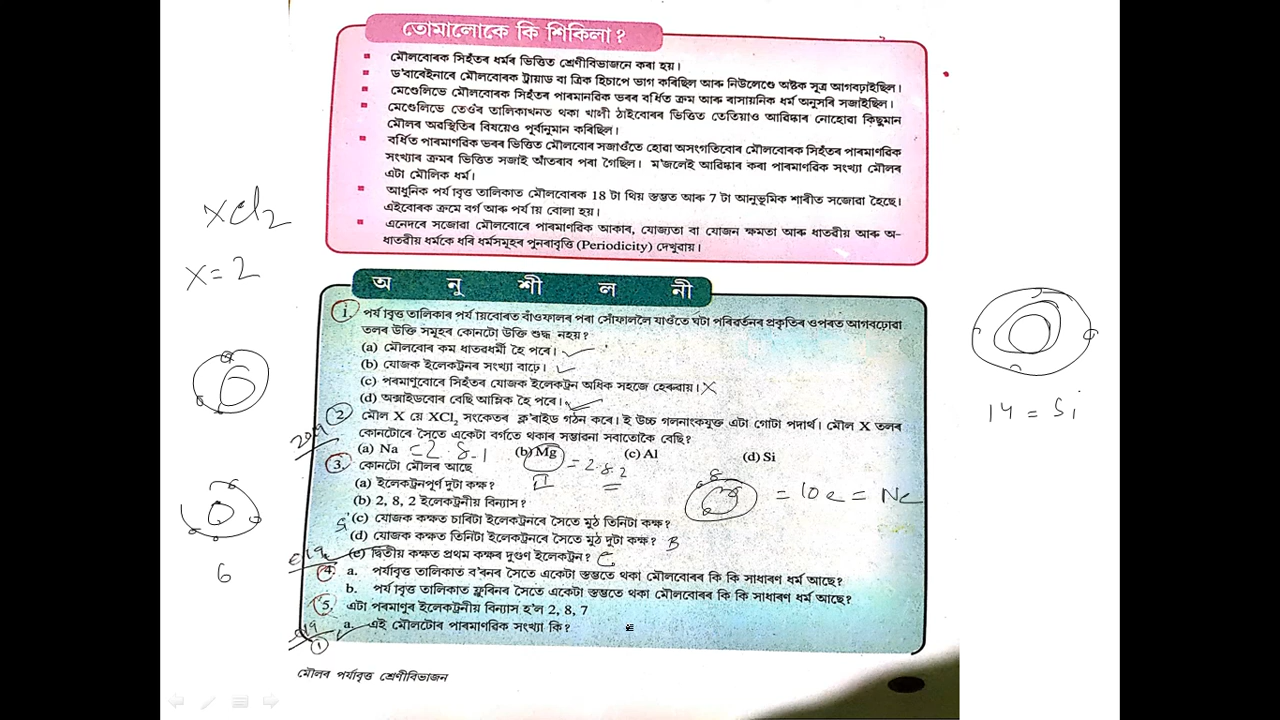 তোমালোকে কি শিকিলা ?
মৌলবোৰক সিহঁতৰ ধৰ্মৰ ভিত্তিত শ্ৰেণীবিভাজনে কৰা হয়।
ড'বাৰেইনাৰে মৌলবোৰক ট্ৰায়াড বা ত্ৰিক হিচাপে ভাগ কৰিছিল আৰু নিউলেণ্ডে অষ্টক সূত্ৰ আগবঢ়াইছিল।
মেণ্ডেলিভে মৌলবোৰক সিহঁতৰ পাৰমানৱিক ভৰৰ বৰ্ধিত ক্ৰম আৰু ৰাসায়নিক ধৰ্ম অনুসৰি সজাইছিল।
মেণ্ডেলিভে তেওঁৰ তালিকাখনত থকা খালী ঠাইবোৰৰ ভিত্তিত তেতিয়াও আৱিষ্কাৰ নোহোৱা কিছুমান
মৌলৰ অৱস্থিতিৰ বিষয়েও পূৰ্বানুমান কৰিছিল।
বৰ্ধিত পাৰমাণৱিক ভৰৰ ভিত্তিত মৌলবোৰ সজাওঁতে হোৱা অসংগতিবোৰ মৌলবোৰক সিহঁতৰ পাৰমাণৱিক
সংখ্যাৰ ক্ৰমৰ ভিত্তিত সজাই আঁতৰাব পৰা গৈছিল। ম'জলেই আৱিষ্কাৰ কৰা পাৰমাণৱিক সংখ্যা মৌলৰ
এটা মৌলিক ধৰ্ম।
আধুনিক পৰ্যাবৃত্ত তালিকাত মৌলবোৰক 18 টা থিয় স্তম্ভত আৰু 7 টা আনুভূমিক শাৰীত সজোৱা হৈছে।
এইবোৰক ক্ৰমে বৰ্গ আৰু পৰ্যায় বোলা হয়।
এনেদৰে সজোৱা মৌলবোৰে পাৰমাণৱিক আকাৰ, যোজ্যতা বা যোজন ক্ষমতা আৰু ধাতৱীয় আৰু অ-
ধাতৱীয় ধৰ্মকে ধৰি ধৰ্মসমূহৰ পুনৰাবৃত্তি (Periodicity) দেখুৱায়।
XCl2
X = 2
অ নু শী ল নী
1 পৰ্যাবৃত্ত তালিকাৰ পৰ্যায়বোৰত বাঁওফালৰ পৰা সোঁফাললৈ যাওঁতে ঘটা পৰিৱৰ্তনৰ প্ৰকৃতিৰ ওপৰত আগবঢ়োৱা
তলৰ উক্তি সমূহৰ কোনটো উক্তি শুদ্ধ নহয়?
(a) মৌলবোৰ কম ধাতৱধৰ্মী হৈ পৰে।
(b) যোজক ইলেকট্ৰনৰ সংখ্যা বাঢ়ে।
(c) পৰমাণুবোৰে সিহঁতৰ যোজক ইলেকট্ৰন অধিক সহজে হেৰুৱায়।
(d) অক্সাইডবোৰ বেছি আম্লিক হৈ পৰে।
14 = Si
2 মৌল X য়ে XCl₂ সংকেতৰ ক্ল'ৰাইড গঠন কৰে। ই উচ্চ গলনাংকযুক্ত এটা গোটা পদাৰ্থ। মৌল X তলৰ
কোনটোৰে সৈতে একেটা বৰ্গতে থকাৰ সম্ভাৱনা সবাতোকৈ বেছি?
2019
(a) Na (b) Mg (c) Al (d) Si
= 2 8 2
II
3 কোনটো মৌলৰ আছে
(a) ইলেকট্ৰনপূৰ্ণ দুটা কক্ষ?
= 10 e = Ne
(b) 2, 8, 2 ইলেকট্ৰনীয় বিন্যাস?
(c) যোজক কক্ষত চাৰিটা ইলেকট্ৰনৰে সৈতে মুঠ তিনিটা কক্ষ?
(d) যোজক কক্ষত তিনিটা ইলেকট্ৰনৰে সৈতে মুঠ দুটা কক্ষ? B
(e) দ্বিতীয় কক্ষত প্ৰথম কক্ষৰ দুগুণ ইলেকট্ৰন? C
6
4. a. পৰ্যাবৃত্ত তালিকাত ব'ৰনৰ সৈতে একেটা স্তম্ভতে থকা মৌলবোৰৰ কি কি সাধাৰণ ধৰ্ম আছে?
b. পৰ্যাবৃত্ত তালিকাত ফ্লুৰিনৰ সৈতে একেটা স্তম্ভতে থকা মৌলবোৰৰ কি কি সাধাৰণ ধৰ্ম আছে?
5. এটা পৰমাণুৰ ইলেকট্ৰনীয় বিন্যাস হ'ল 2, 8, 7
a. এই মৌলটোৰ পাৰমাণৱিক সংখ্যা কি?
1
মৌলৰ পৰ্যাবৃত্ত শ্ৰেণীবিভাজন